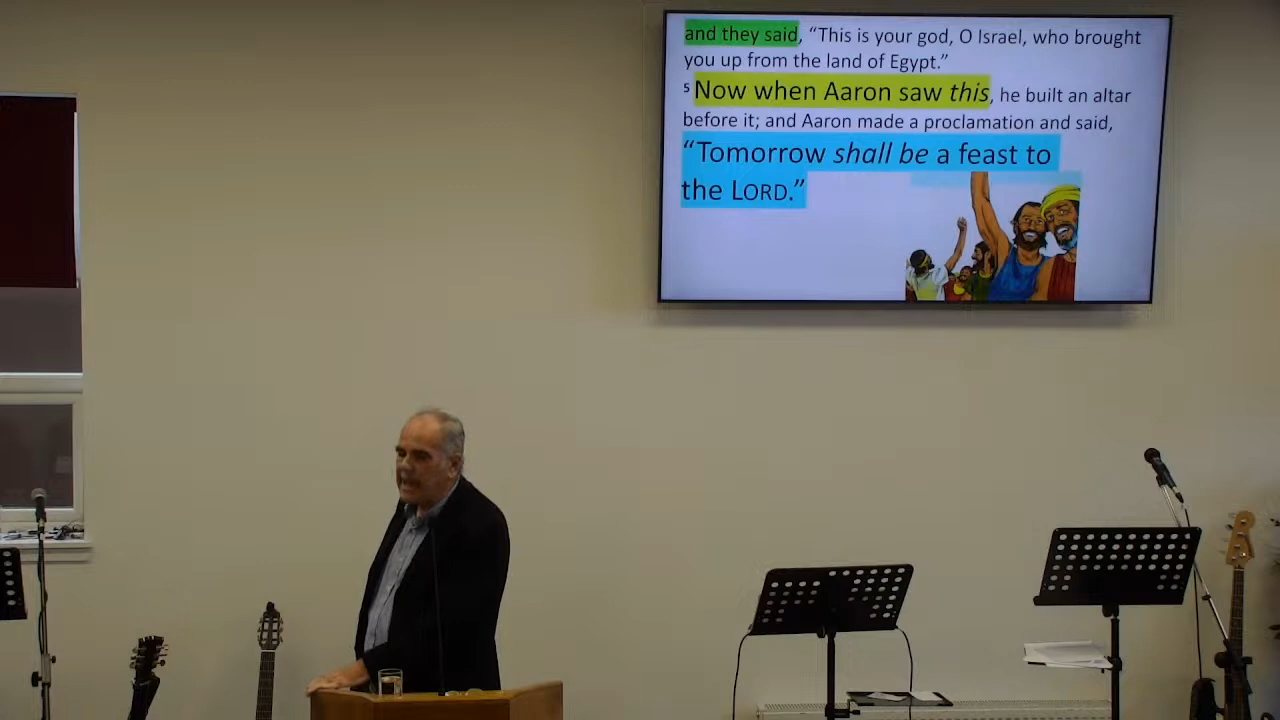 and they said, “This is your god, O Israel, who brought
you up from the land of Egypt.”
⁵ Now when Aaron saw this, he built an altar
before it; and Aaron made a proclamation and said,
“Tomorrow shall be a feast to
the LORD.”